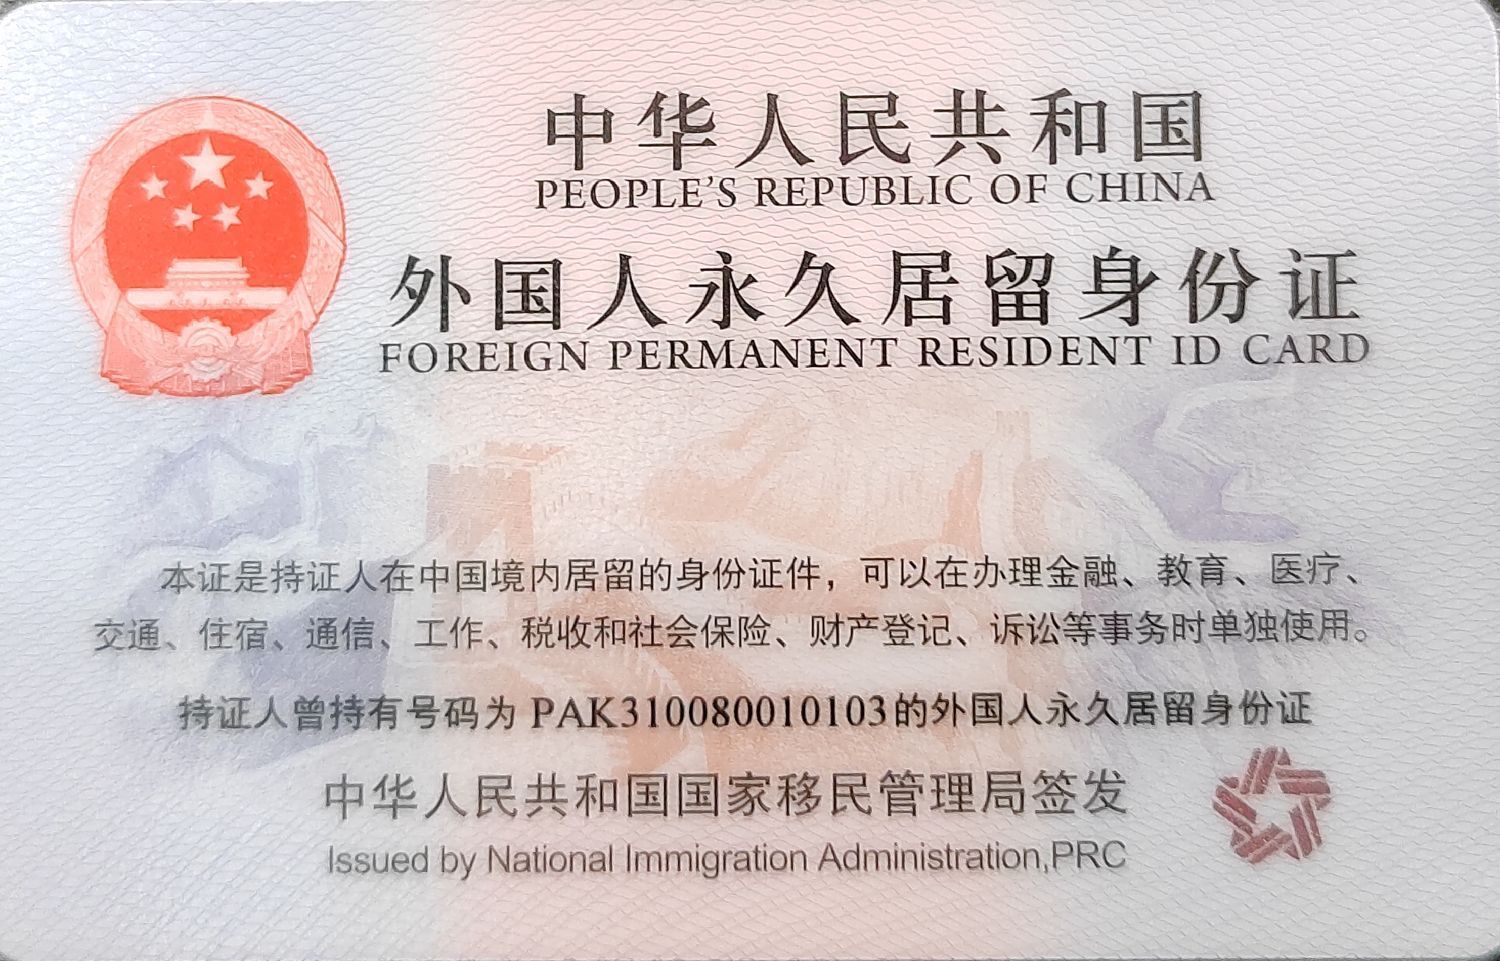 中华人民共和国
PEOPLE'S REPUBLIC OF CHINA
外国人永久居留身份证
FOREIGN PERMANENT RESIDENT ID CARD
本证是持证人在中国境内居留的身份证件，可以在办理金融、教育、医疗、
交通、住宿、通信、工作、税收和社会保险、财产登记、诉讼等事务时单独使用。
持证人曾持有号码为 PAK310080010103的外国人永久居留身份证
中华人民共和国国家移民管理局签发
Issued by National Immigration Administration,PRC